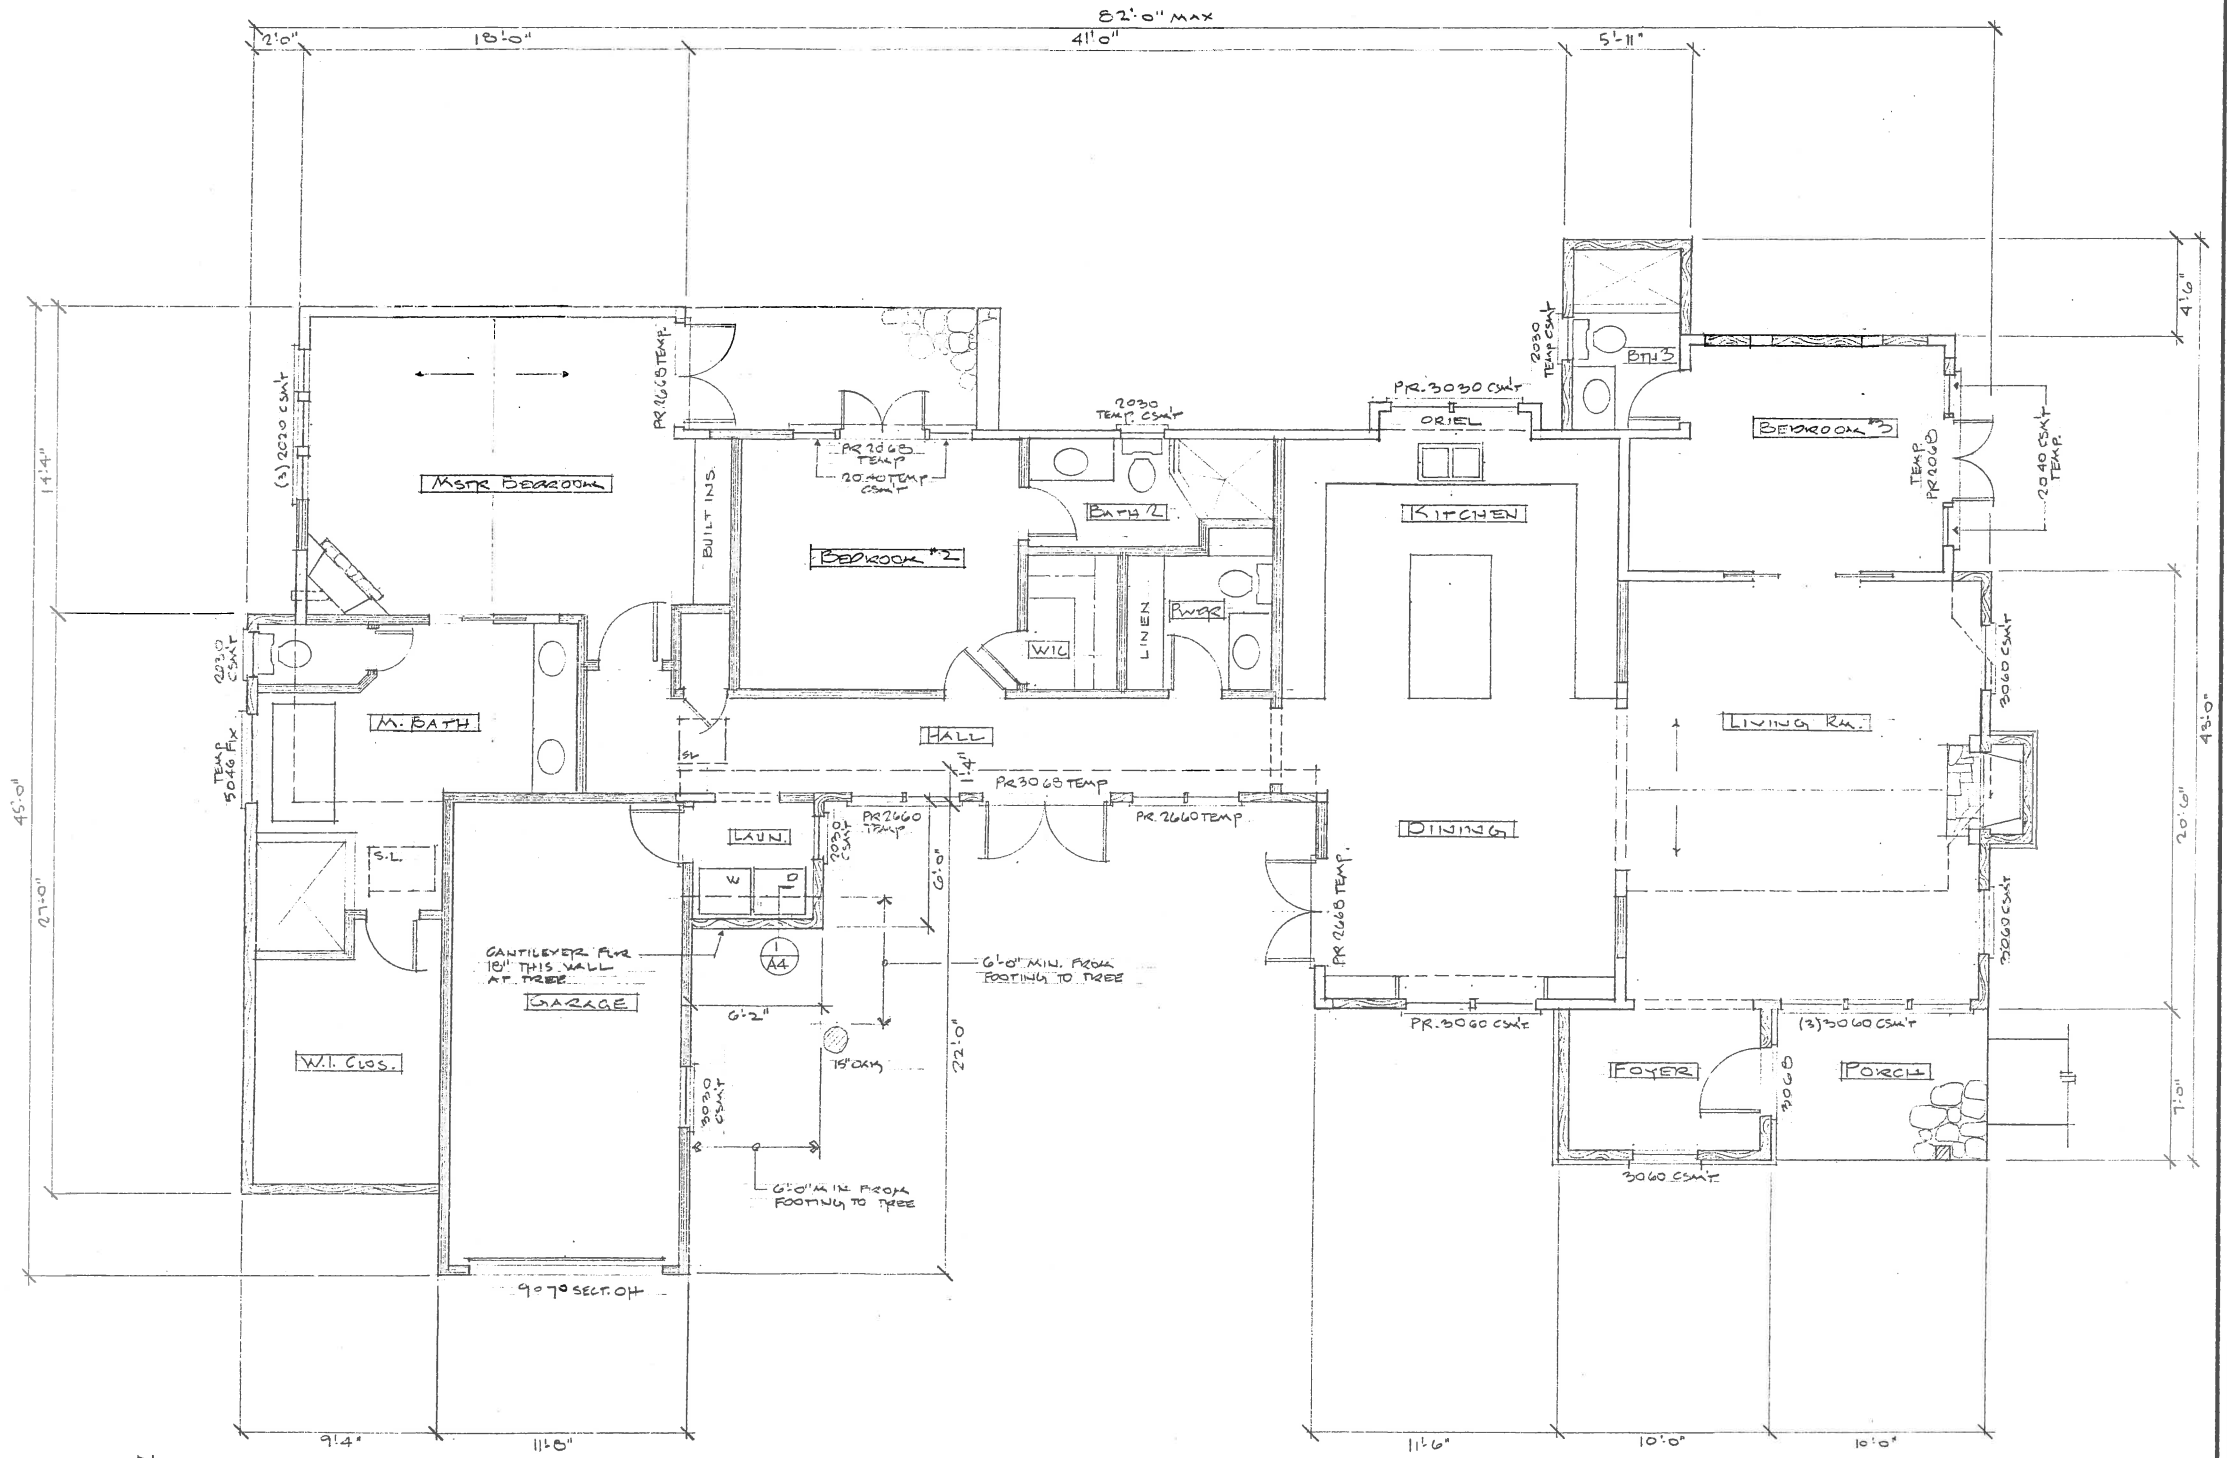 82'-0" MAX
2'-0"
18'-0"
41'-0"
5'-11"
4'-6"
43'-0"
20'-6"
7'-0"
14'-4"
45'-0"
27'-0"
(3) 2020 CSM'T
PR. 2668 TEMP.
MSTR BEDROOM
BUILT INS
PR 2068
TEMP
2040 TEMP
CSM'T
2030
TEMP. CSM'T
PR. 3030 CSM'T
ORIEL
2030
TEMP CSM'T
BTH 3
BEDROOM #3
TEMP.
PR 2068
2040 CSM'T
TEMP.
BATH 2
KITCHEN
BEDROOM #2
LINEN
PWDR
WIC
2030
CSM'T
M. BATH
TEMP
5046 FIX
SL
HALL
1'-4"
LIVING RM.
3060 CSM'T
PR 3068 TEMP
PR 2660
TEMP
PR. 2660 TEMP
2030
CSM'T
LAUN.
W
D
6'-0"
DINING
S.L.
PR 2668 TEMP.
3060 CSM'T
CANTILEVER FLR
18" THIS WALL
AT TREE
1
A4
6'-0" MIN. FROM
FOOTING TO TREE
GARAGE
6'-2"
15" OAK
22'-0"
W.I. CLOS.
3030
CSM'T
6'-0" MIN FROM
FOOTING TO TREE
PR. 3060 CSM'T
(3) 3060 CSM'T
FOYER
3068
PORCH
3060 CSM'T
9070 SECT. OH
9'-4"
11'-8"
11'-6"
10'-0"
10'-0"